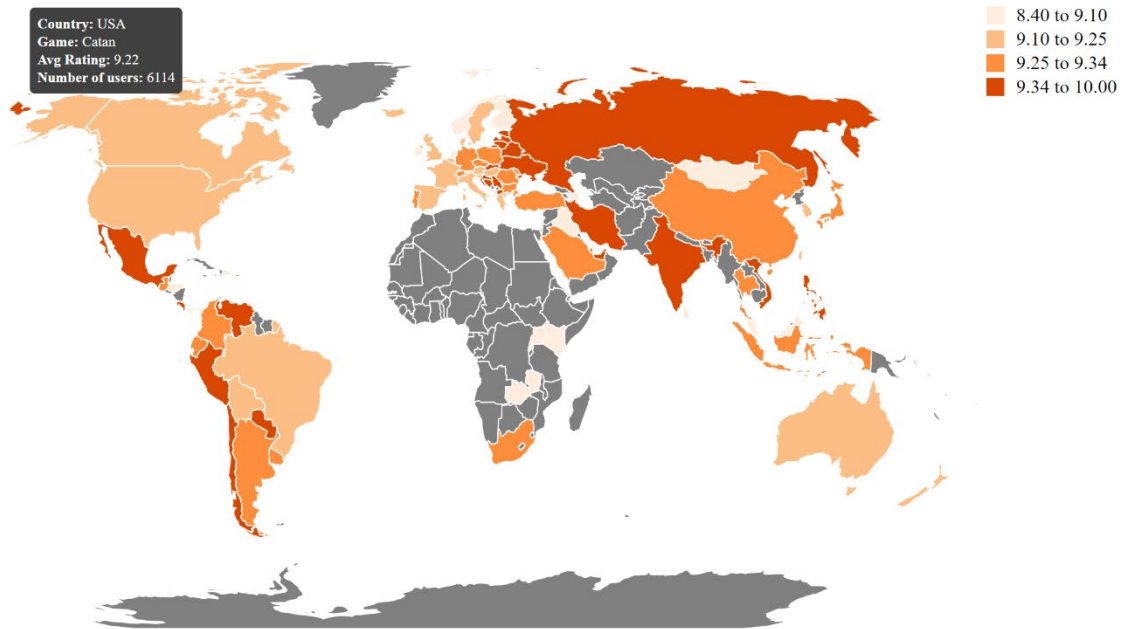 Country: USA
Game: Catan
Avg Rating: 9.22
Number of users: 6114
8.40 to 9.10
9.10 to 9.25
9.25 to 9.34
9.34 to 10.00